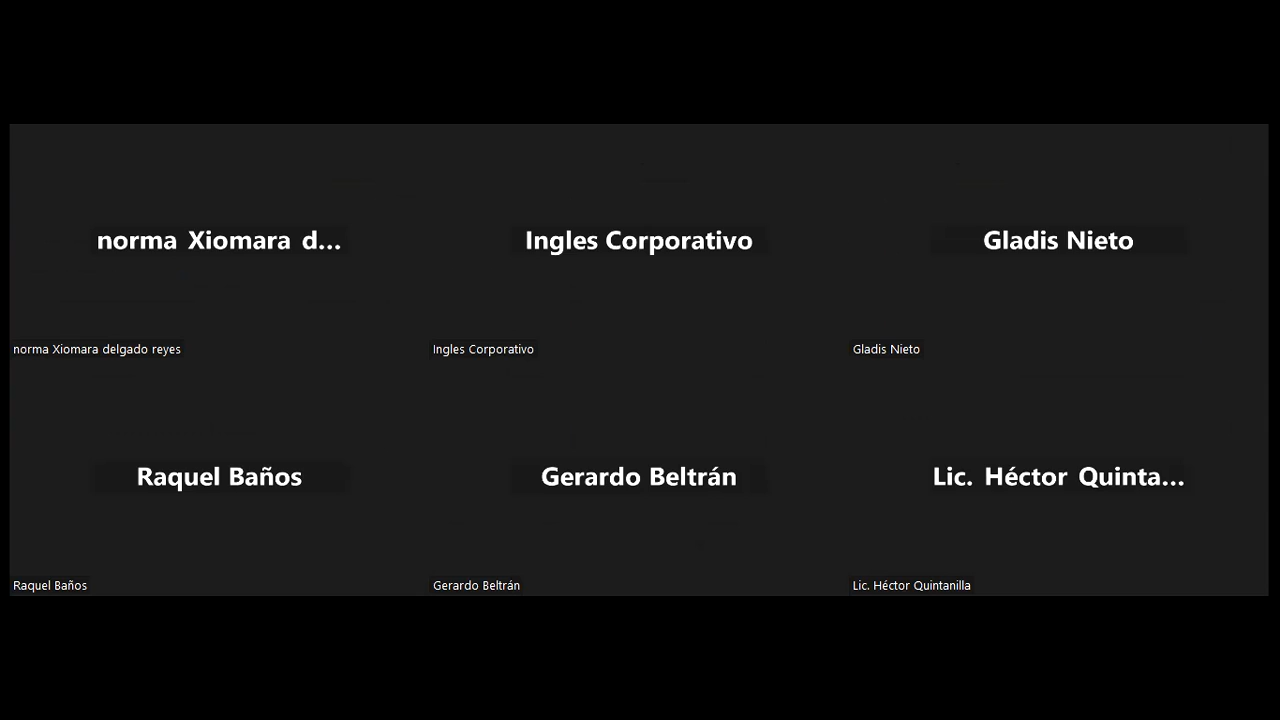 norma Xiomara d...
Ingles Corporativo
Gladis Nieto
norma Xiomara delgado reyes
Ingles Corporativo
Gladis Nieto
Raquel Baños
Gerardo Beltrán
Lic. Héctor Quinta...
Raquel Baños
Gerardo Beltrán
Lic. Héctor Quintanilla